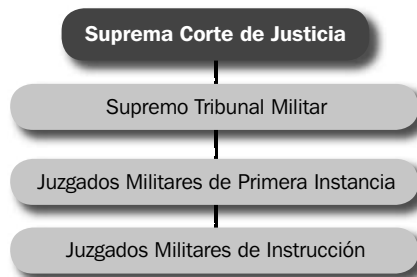 Suprema Corte de Justicia
Supremo Tribunal Militar
Juzgados Militares de Primera Instancia
Juzgados Militares de Instrucción